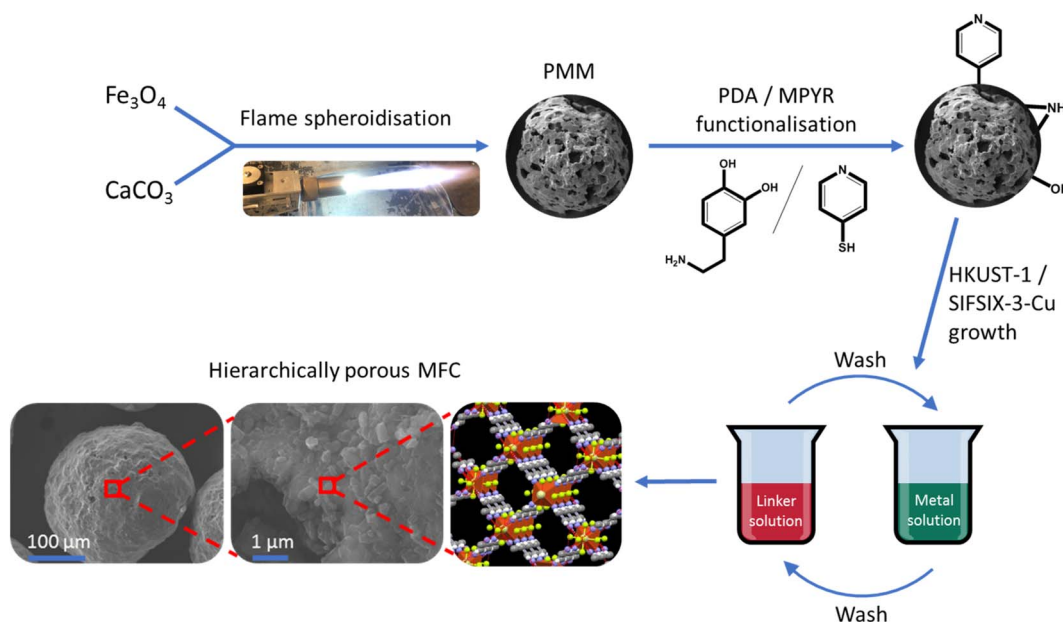 Fe₃O₄
CaCO₃
Flame spheroidisation
PMM
PDA / MPYR
functionalisation
OH
OH
H₂N
N
SH
N
NH
OH
HKUST-1 /
SIFSIX-3-Cu
growth
Wash
Linker
solution
Metal
solution
Wash
Hierarchically porous MFC
100 µm
1 µm